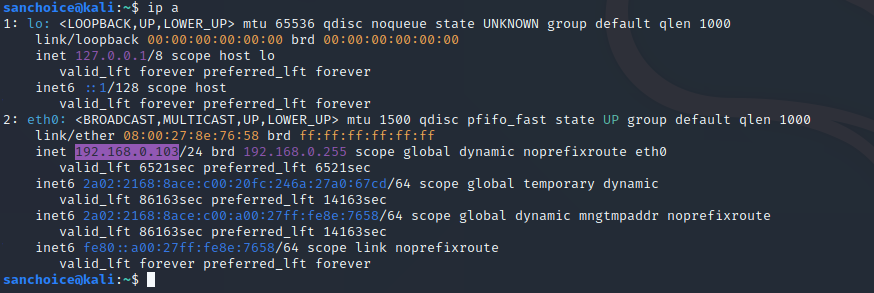 sanchoice@kali:~$ ip a
1: lo: <LOOPBACK,UP,LOWER_UP> mtu 65536 qdisc noqueue state UNKNOWN group default qlen 1000
    link/loopback 00:00:00:00:00:00 brd 00:00:00:00:00:00
    inet 127.0.0.1/8 scope host lo
       valid_lft forever preferred_lft forever
    inet6 ::1/128 scope host
       valid_lft forever preferred_lft forever
2: eth0: <BROADCAST,MULTICAST,UP,LOWER_UP> mtu 1500 qdisc pfifo_fast state UP group default qlen 1000
    link/ether 08:00:27:8e:76:58 brd ff:ff:ff:ff:ff:ff
    inet 192.168.0.103/24 brd 192.168.0.255 scope global dynamic noprefixroute eth0
       valid_lft 6521sec preferred_lft 6521sec
    inet6 2a02:2168:8ace:c00:20fc:246a:27a0:67cd/64 scope global temporary dynamic
       valid_lft 86163sec preferred_lft 14163sec
    inet6 2a02:2168:8ace:c00:a00:27ff:fe8e:7658/64 scope global dynamic mngtmpaddr noprefixroute
       valid_lft 86163sec preferred_lft 14163sec
    inet6 fe80::a00:27ff:fe8e:7658/64 scope link noprefixroute
       valid_lft forever preferred_lft forever
sanchoice@kali:~$